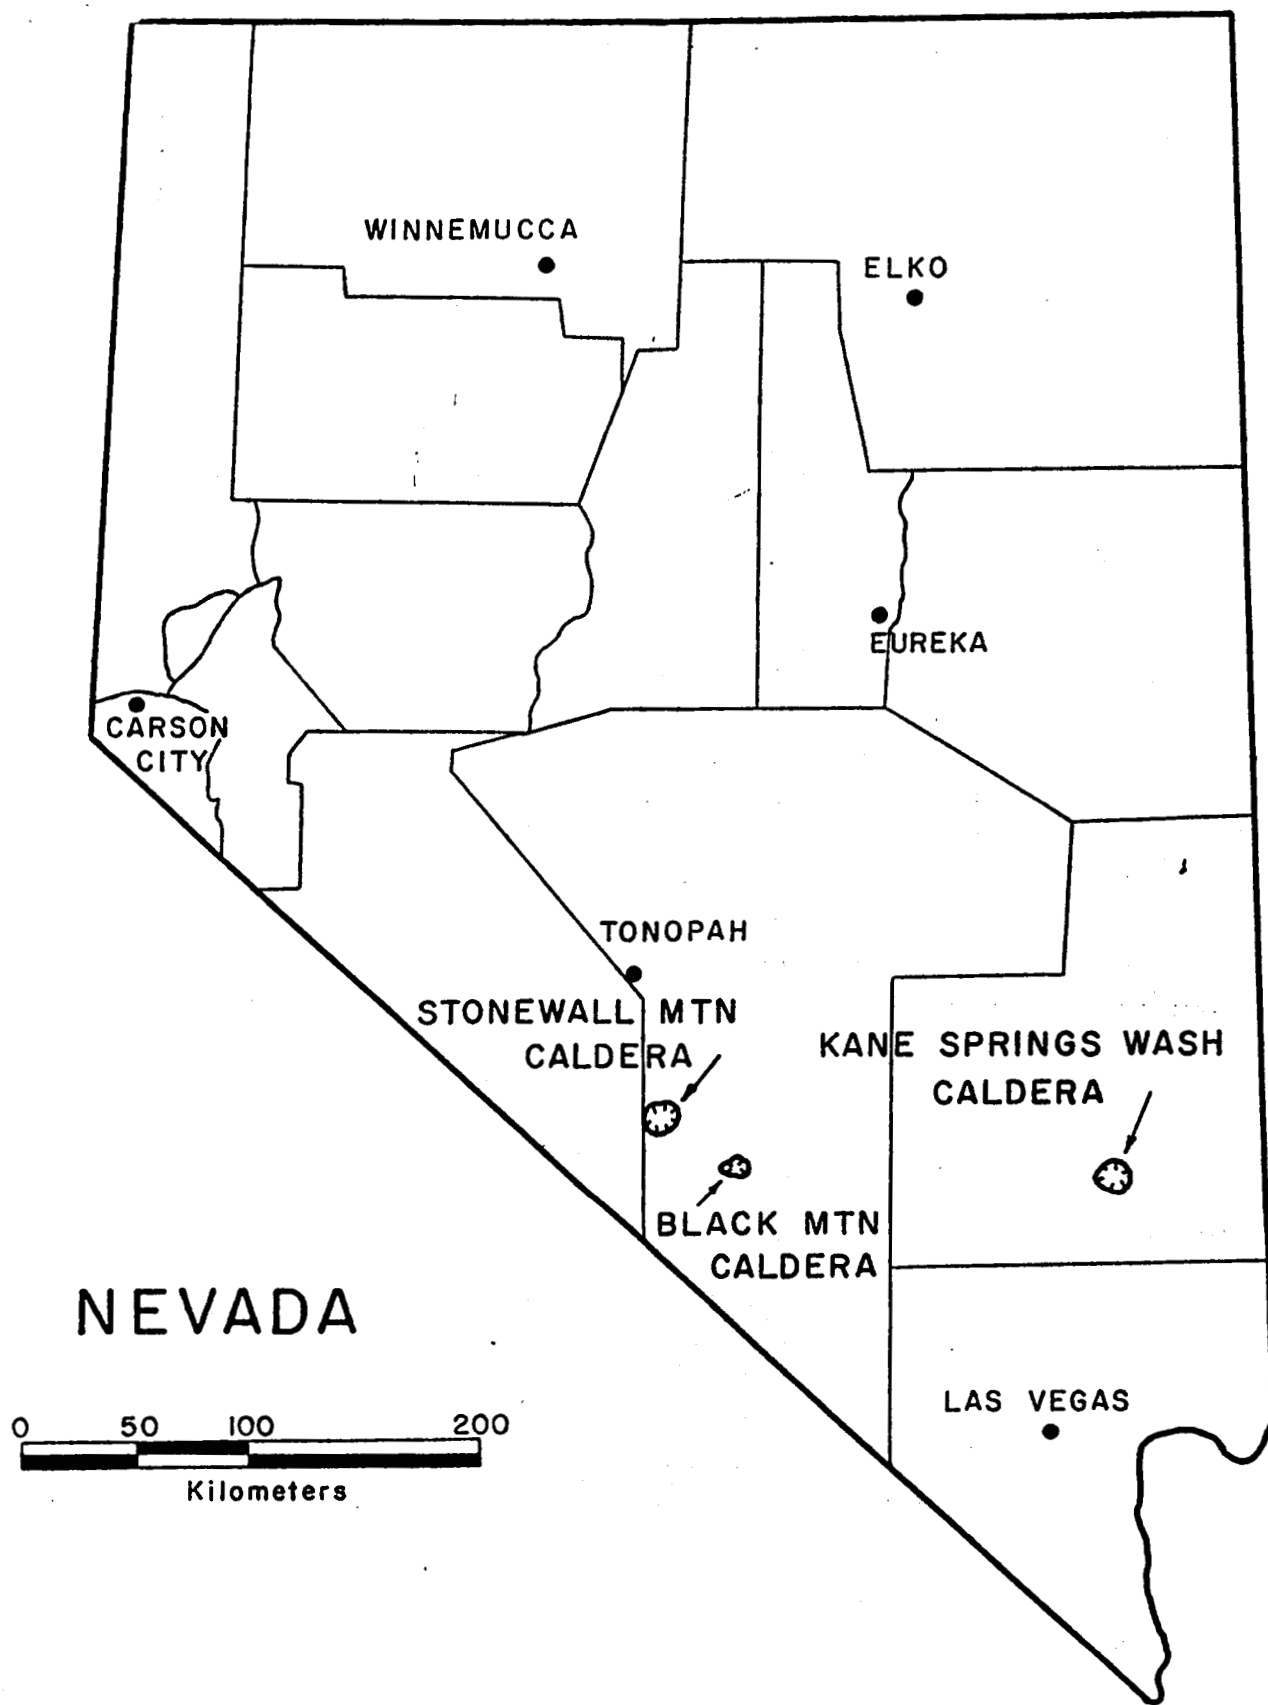 WINNEMUCCA
ELKO
EUREKA
CARSON
CITY
TONOPAH
STONEWALL MTN
CALDERA
KANE SPRINGS WASH
CALDERA
BLACK MTN
CALDERA
NEVADA
LAS VEGAS
0 50 100 200
Kilometers